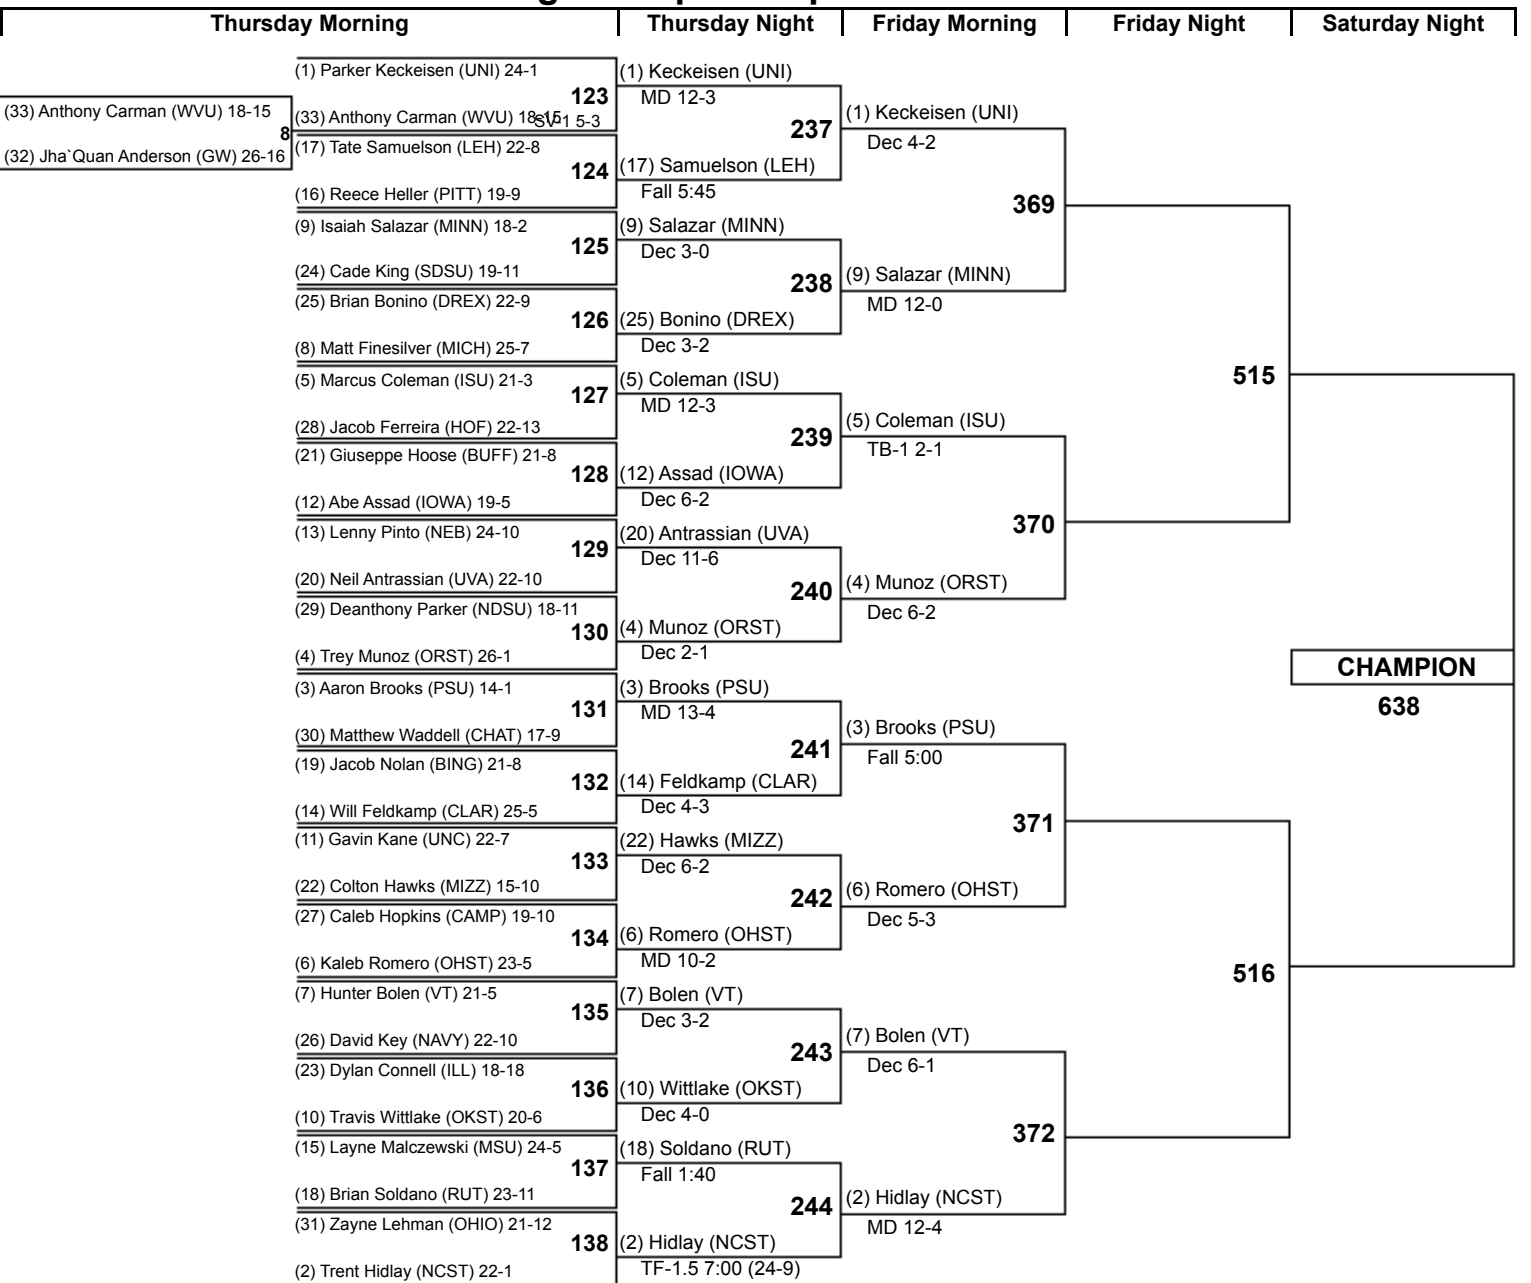 Thursday Morning Thursday Night Friday Morning Friday Night Saturday Night
(33) Anthony Carman (WVU) 18-15
8
(32) Jha`Quan Anderson (GW) 26-16
(1) Parker Keckeisen (UNI) 24-1
123
(33) Anthony Carman (WVU) 18-15
SV-1 5-3
(17) Tate Samuelson (LEH) 22-8
124
(16) Reece Heller (PITT) 19-9
(9) Isaiah Salazar (MINN) 18-2
125
(24) Cade King (SDSU) 19-11
(25) Brian Bonino (DREX) 22-9
126
(8) Matt Finesilver (MICH) 25-7
(5) Marcus Coleman (ISU) 21-3
127
(28) Jacob Ferreira (HOF) 22-13
(21) Giuseppe Hoose (BUFF) 21-8
128
(12) Abe Assad (IOWA) 19-5
(13) Lenny Pinto (NEB) 24-10
129
(20) Neil Antrassian (UVA) 22-10
(29) Deanthony Parker (NDSU) 18-11
130
(4) Trey Munoz (ORST) 26-1
(3) Aaron Brooks (PSU) 14-1
131
(30) Matthew Waddell (CHAT) 17-9
(19) Jacob Nolan (BING) 21-8
132
(14) Will Feldkamp (CLAR) 25-5
(11) Gavin Kane (UNC) 22-7
133
(22) Colton Hawks (MIZZ) 15-10
(27) Caleb Hopkins (CAMP) 19-10
134
(6) Kaleb Romero (OHST) 23-5
(7) Hunter Bolen (VT) 21-5
135
(26) David Key (NAVY) 22-10
(23) Dylan Connell (ILL) 18-18
136
(10) Travis Wittlake (OKST) 20-6
(15) Layne Malczewski (MSU) 24-5
137
(18) Brian Soldano (RUT) 23-11
(31) Zayne Lehman (OHIO) 21-12
138
(2) Trent Hidlay (NCST) 22-1
(1) Keckeisen (UNI)
MD 12-3
237
(17) Samuelson (LEH)
Fall 5:45
(9) Salazar (MINN)
Dec 3-0
238
(25) Bonino (DREX)
Dec 3-2
(5) Coleman (ISU)
MD 12-3
239
(12) Assad (IOWA)
Dec 6-2
(20) Antrassian (UVA)
Dec 11-6
240
(4) Munoz (ORST)
Dec 2-1
(3) Brooks (PSU)
MD 13-4
241
(14) Feldkamp (CLAR)
Dec 4-3
(22) Hawks (MIZZ)
Dec 6-2
242
(6) Romero (OHST)
MD 10-2
(7) Bolen (VT)
Dec 3-2
243
(10) Wittlake (OKST)
Dec 4-0
(18) Soldano (RUT)
Fall 1:40
244
(2) Hidlay (NCST)
TF-1.5 7:00 (24-9)
(1) Keckeisen (UNI)
Dec 4-2
369
(9) Salazar (MINN)
MD 12-0
(5) Coleman (ISU)
TB-1 2-1
370
(4) Munoz (ORST)
Dec 6-2
(3) Brooks (PSU)
Fall 5:00
371
(6) Romero (OHST)
Dec 5-3
(7) Bolen (VT)
Dec 6-1
372
(2) Hidlay (NCST)
MD 12-4
515
516
CHAMPION
638